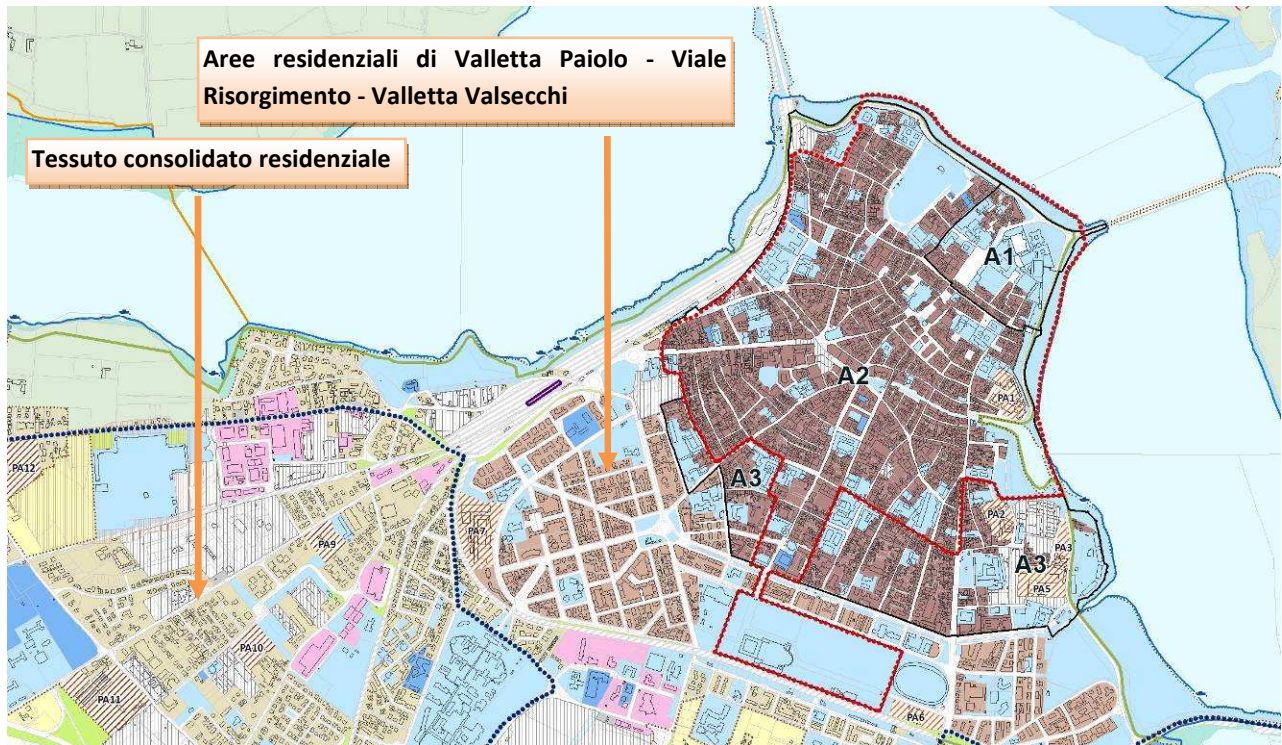 Aree residenziali di Valletta Paiolo - Viale
Risorgimento - Valletta Valsecchi
Tessuto consolidato residenziale
A1
A2
PA1
A3
PA12
PA7
PA9
PA2
PA3
A3
PA5
PA10
PA11
PA6